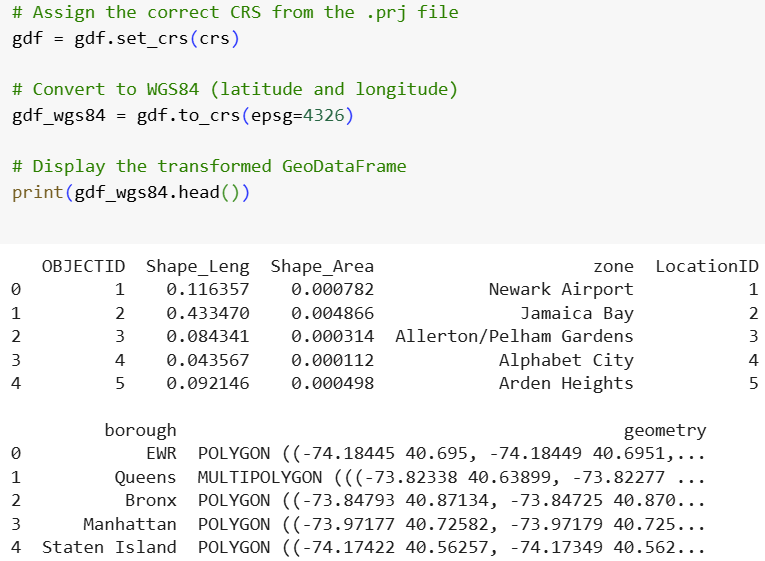 # Assign the correct CRS from the .prj file
gdf = gdf.set_crs(crs)
# Convert to WGS84 (latitude and longitude)
gdf_wgs84 = gdf.to_crs(epsg=4326)
# Display the transformed GeoDataFrame
print(gdf_wgs84.head())
OBJECTID Shape_Leng Shape_Area zone LocationID
0 1 0.116357 0.000782 Newark Airport 1
1 2 0.433470 0.004866 Jamaica Bay 2
2 3 0.084341 0.000314 Allerton/Pelham Gardens 3
3 4 0.043567 0.000112 Alphabet City 4
4 5 0.092146 0.000498 Arden Heights 5
borough geometry
0 EWR POLYGON ((-74.18445 40.695, -74.18449 40.6951,...
1 Queens MULTIPOLYGON (((-73.82338 40.63899, -73.82277 ...
2 Bronx POLYGON ((-73.84793 40.87134, -73.84725 40.870...
3 Manhattan POLYGON ((-73.97177 40.72582, -73.97179 40.725...
4 Staten Island POLYGON ((-74.17422 40.56257, -74.17349 40.562...